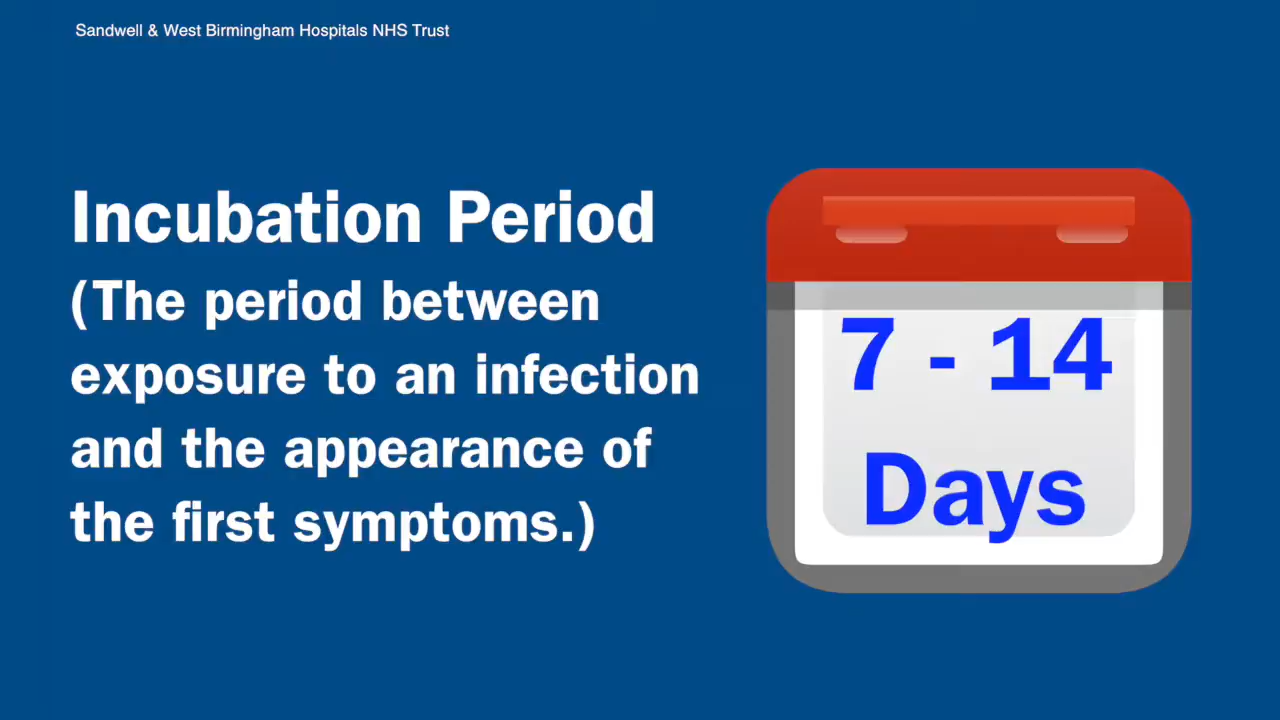 Sandwell & West Birmingham Hospitals NHS Trust
Incubation Period
(The period between
exposure to an infection
and the appearance of
the first symptoms.)
7 - 14
Days